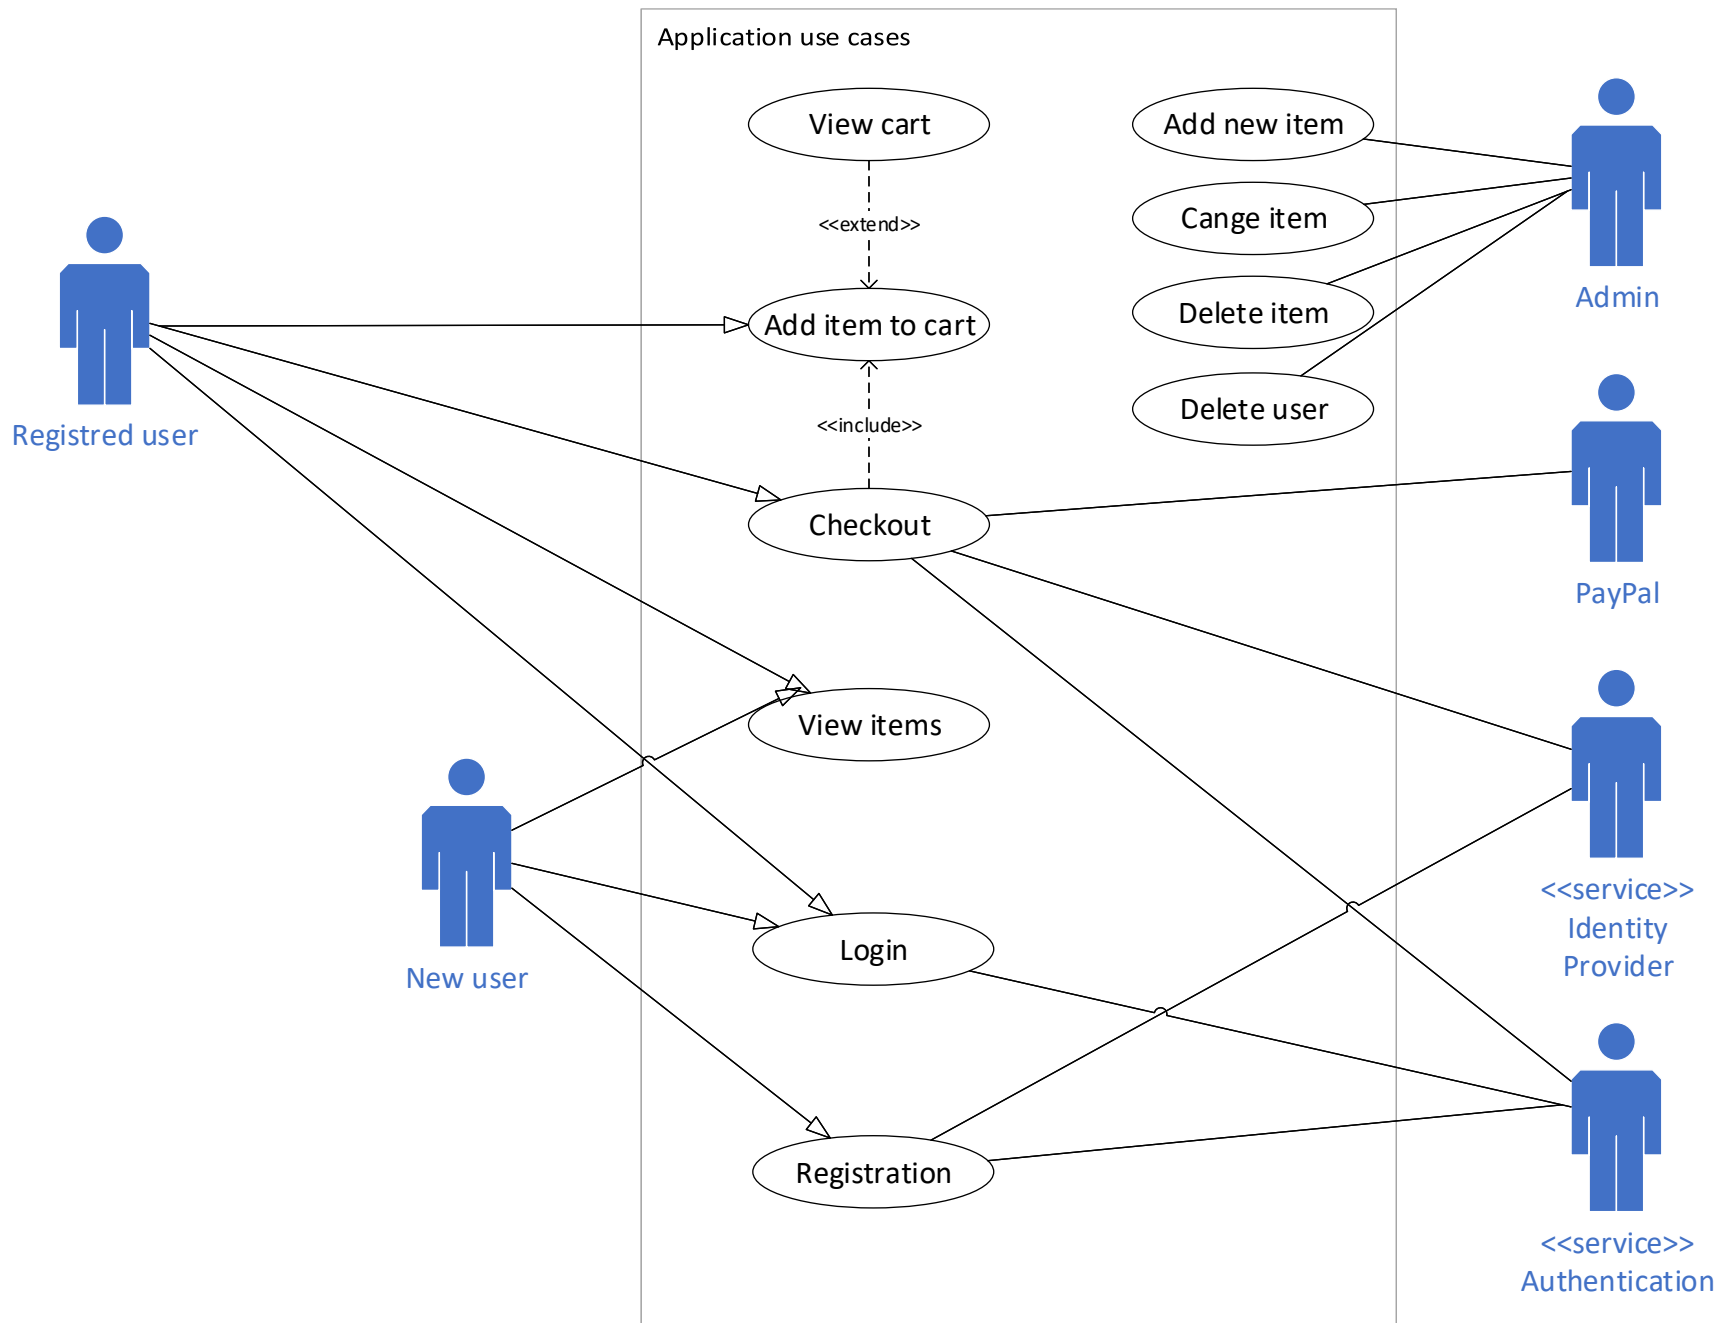 Application use cases
View cart
Add new item
<<extend>>
Cange item
Registred user
Add item to cart
Delete item
Admin
<<include>>
Delete user
Checkout
PayPal
View items
New user
Login
<<service>>
Identity
Provider
Registration
<<service>>
Authentication